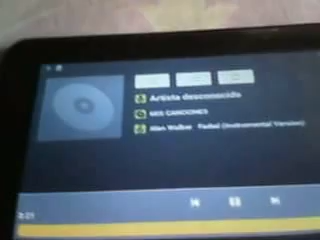 Artista desconocido
MIS CANCIONES
Alan Walker Faded (Instrumental Version)